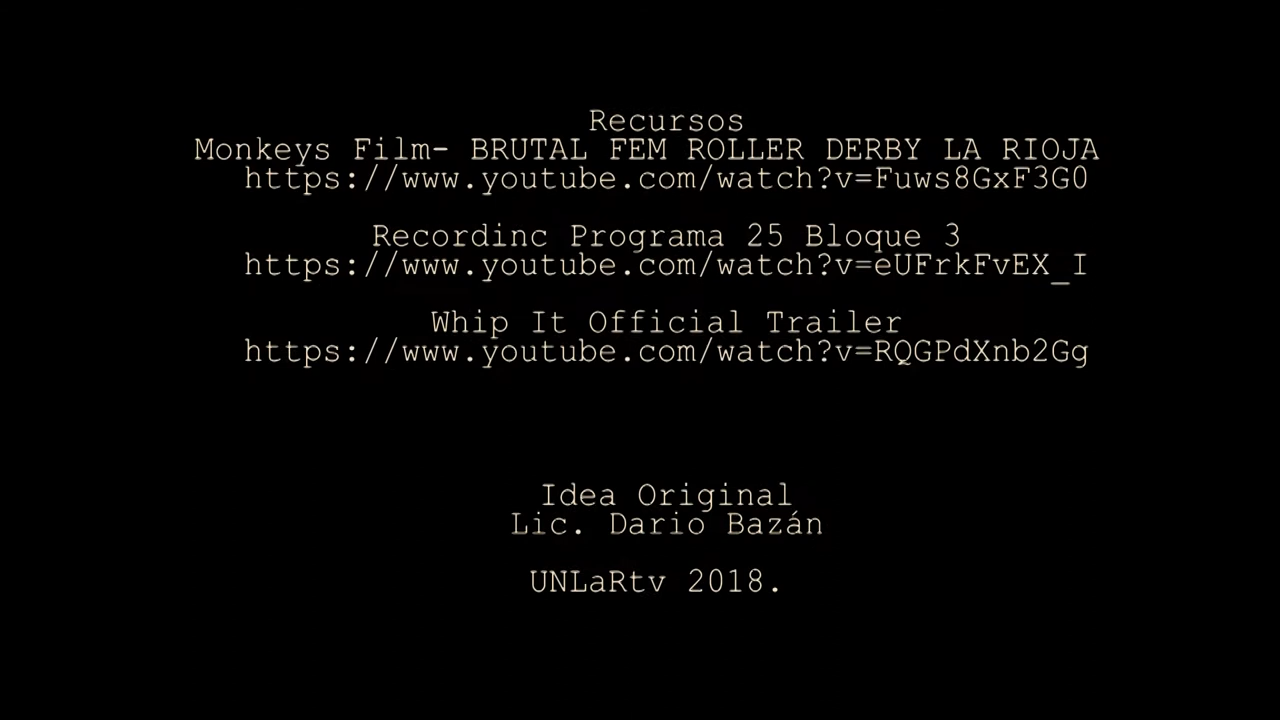 Recursos
Monkeys Film- BRUTAL FEM ROLLER DERBY LA RIOJA
https://www.youtube.com/watch?v=Fuws8GxF3G0
Recordinc Programa 25 Bloque 3
https://www.youtube.com/watch?v=eUFrkFvEX_I
Whip It Official Trailer
https://www.youtube.com/watch?v=RQGPdXnb2Gg
Idea Original
Lic. Dario Bazán
UNLaRtv 2018.